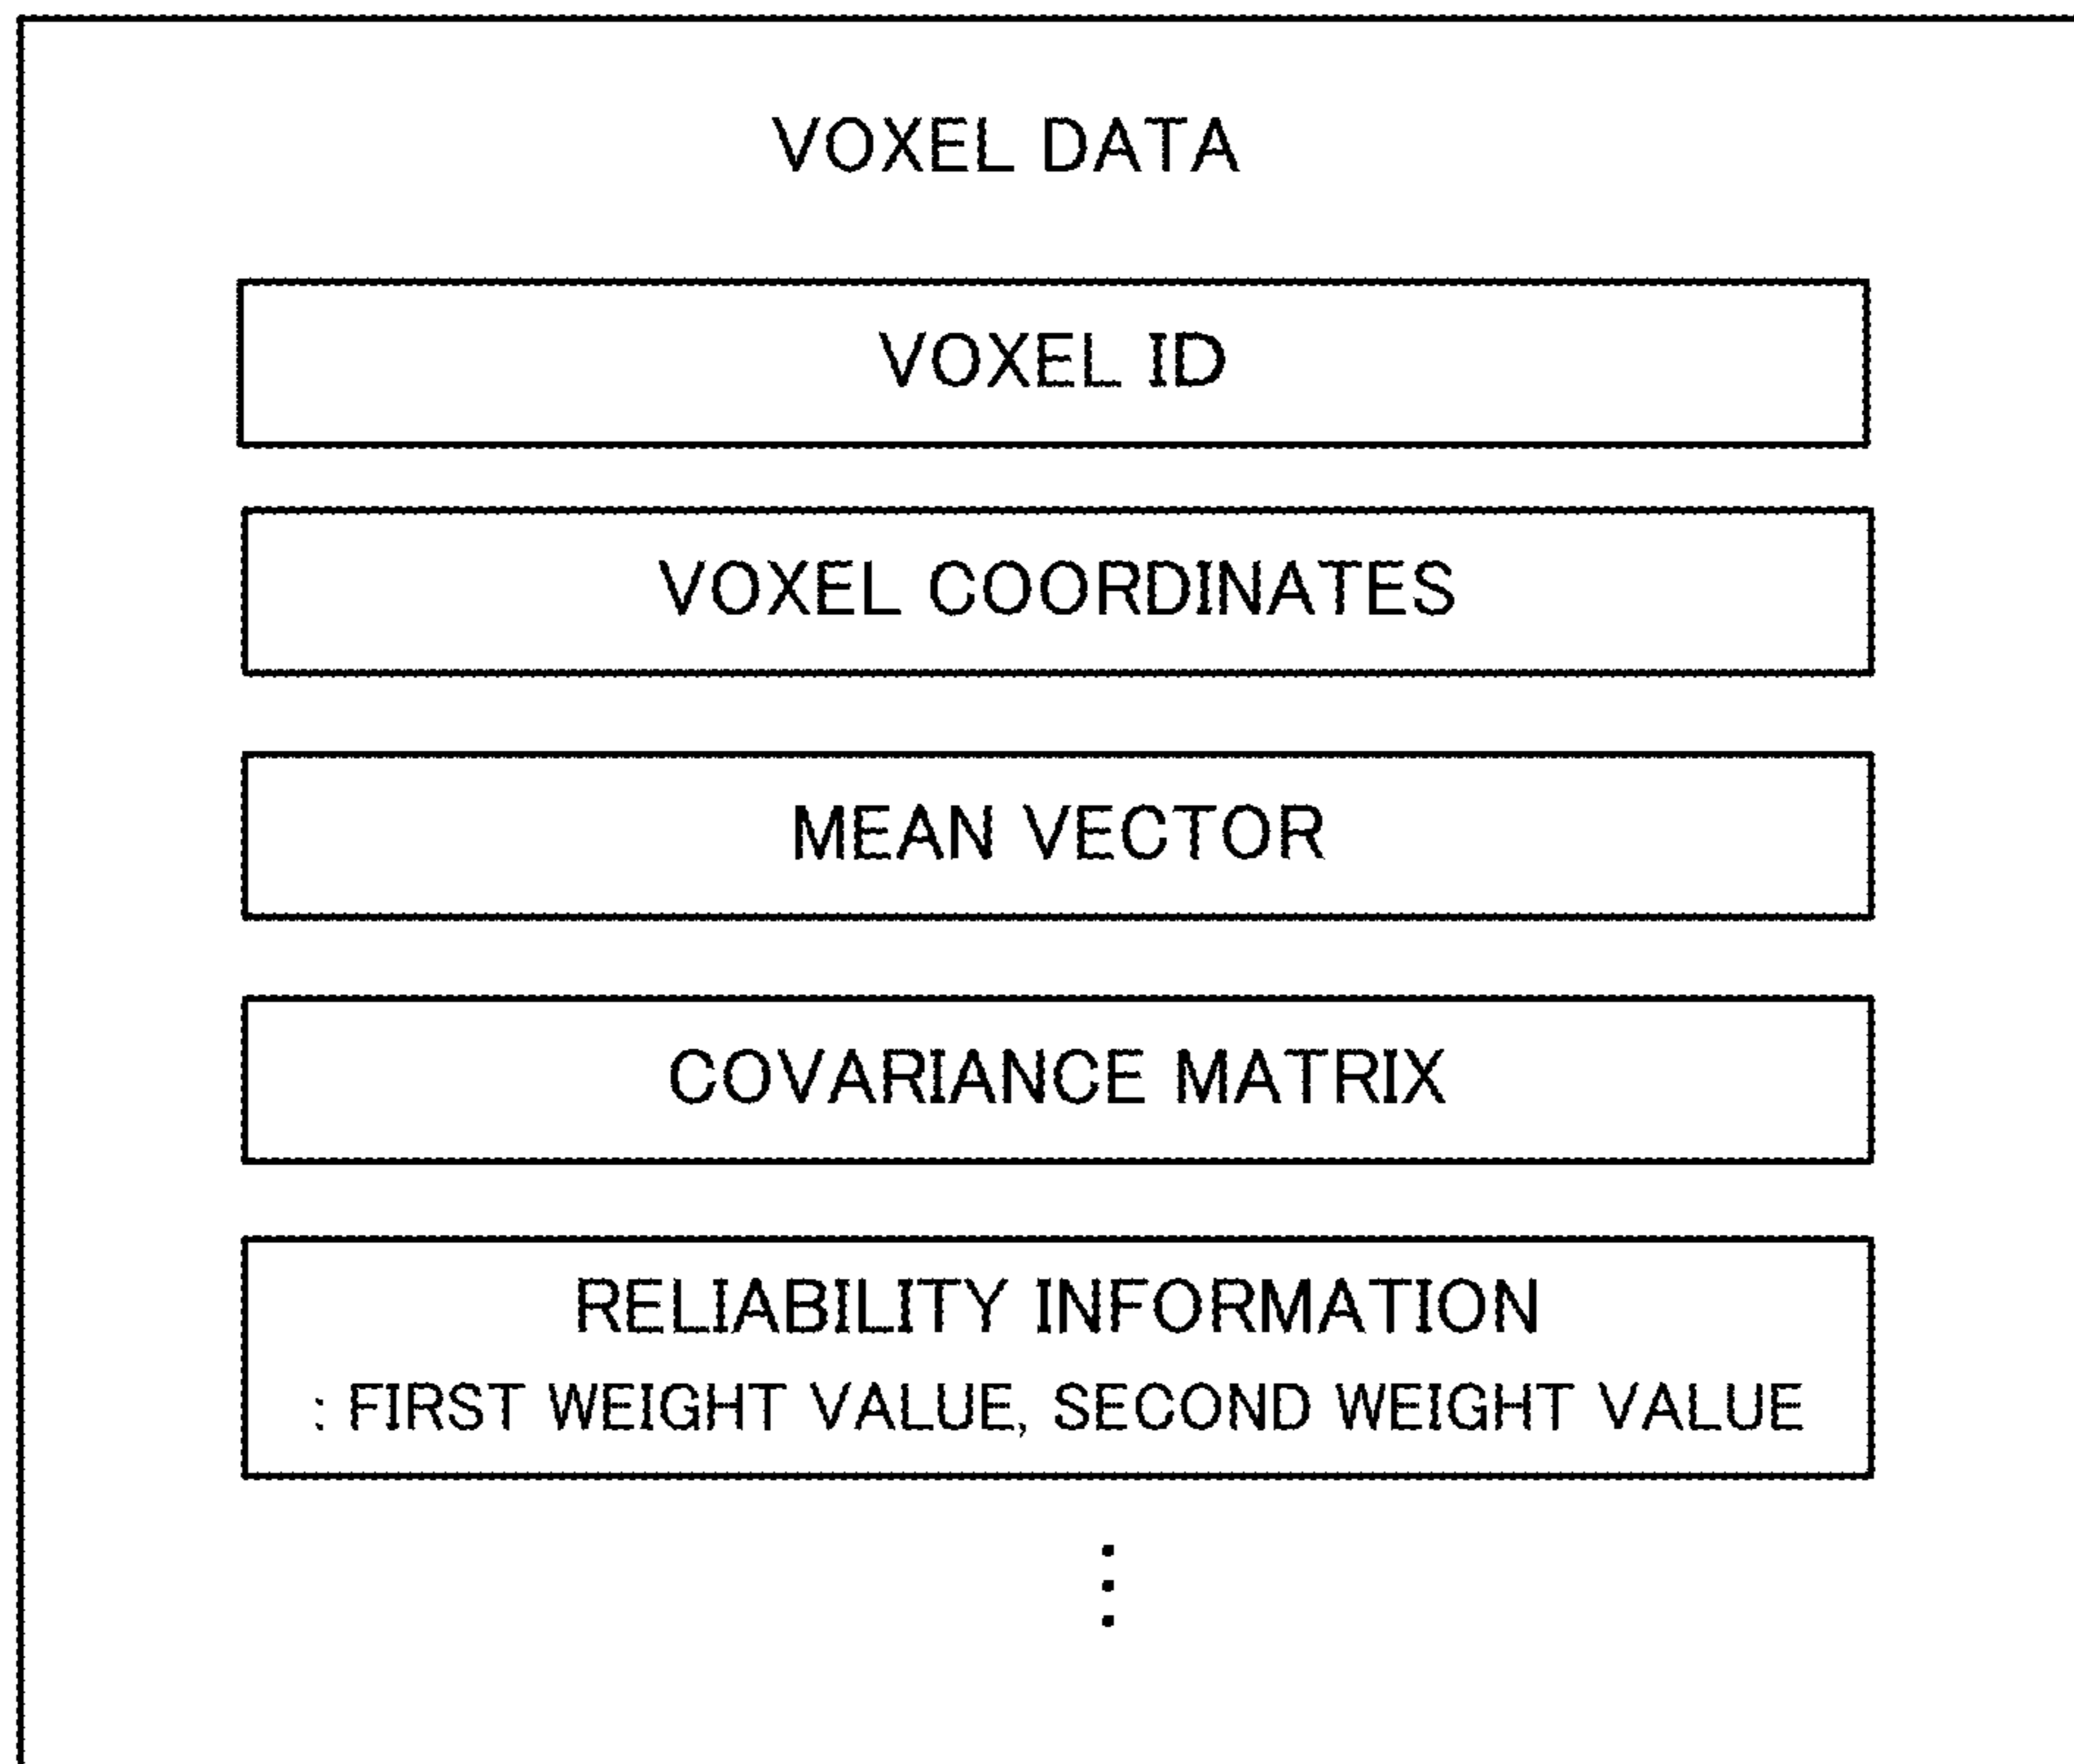 VOXEL DATA
VOXEL ID
VOXEL COORDINATES
MEAN VECTOR
COVARIANCE MATRIX
RELIABILITY INFORMATION
: FIRST WEIGHT VALUE, SECOND WEIGHT VALUE